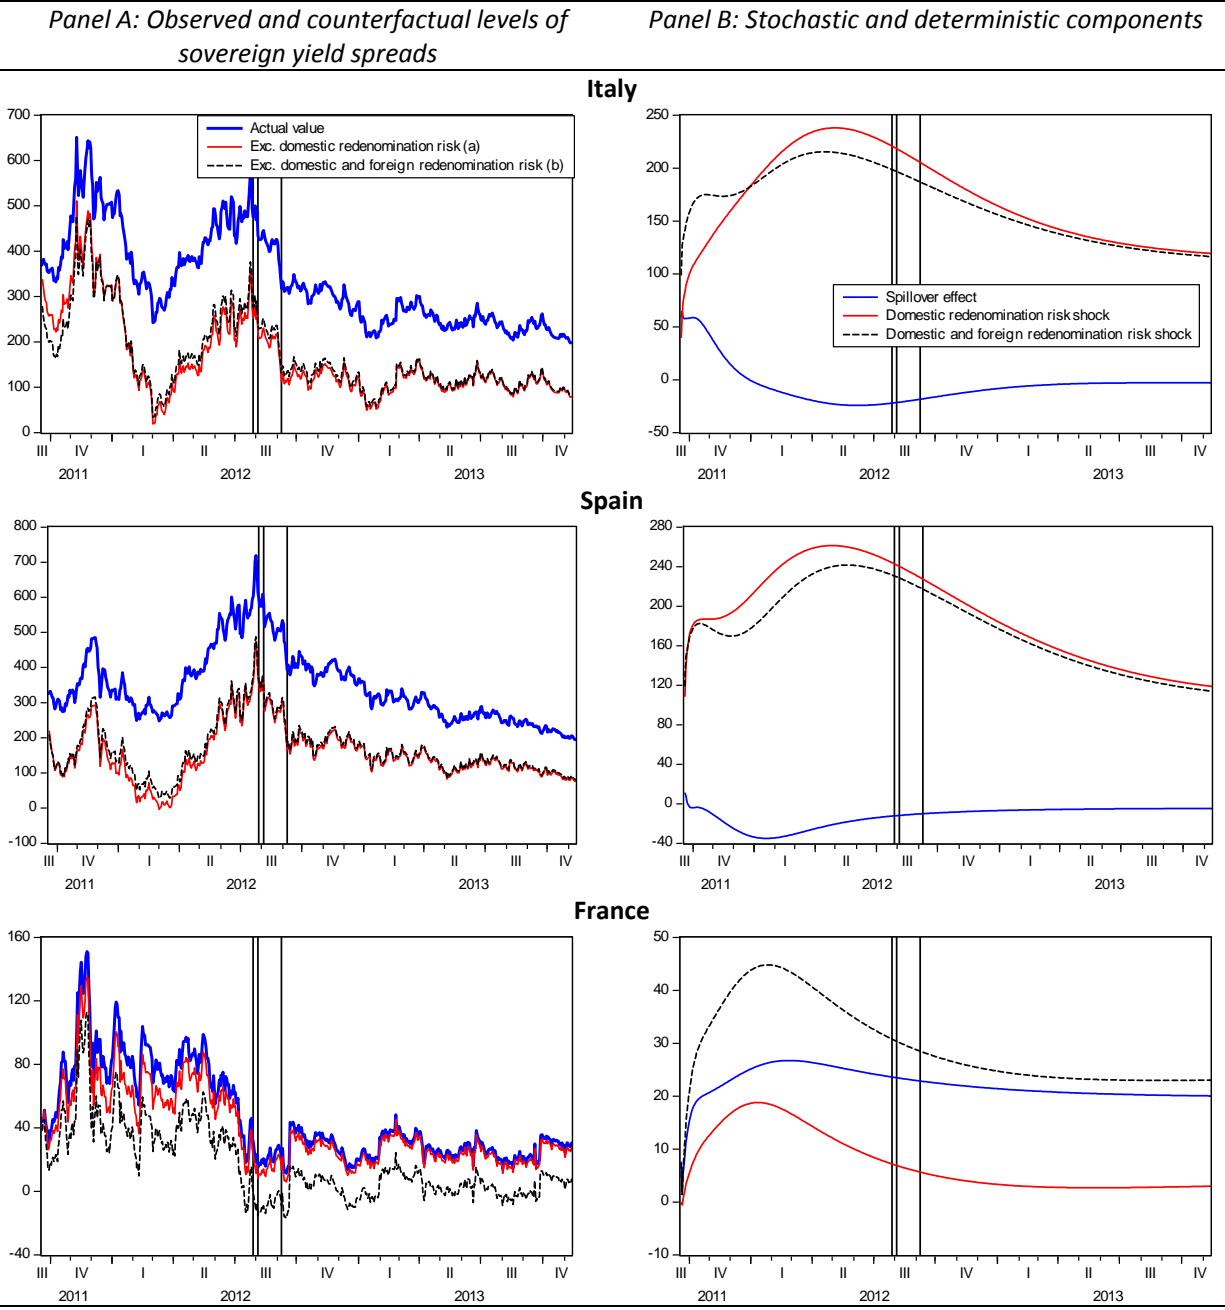 Panel A: Observed and counterfactual levels of
sovereign yield spreads
Panel B: Stochastic and deterministic components
Italy
700
600
500
400
300
200
100
0
Actual value
Exc. domestic redenomination risk (a)
Exc. domestic and foreign redenomination risk (b)
III IV I II III IV I II III IV
2011 2012 2013
250
200
150
100
50
0
-50
Spillover effect
Domestic redenomination risk shock
Domestic and foreign redenomination risk shock
III IV I II III IV I II III IV
2011 2012 2013
Spain
800
700
600
500
400
300
200
100
0
-100
III IV I II III IV I II III IV
2011 2012 2013
280
240
200
160
120
80
40
0
-40
III IV I II III IV I II III IV
2011 2012 2013
France
160
120
80
40
0
-40
III IV I II III IV I II III IV
2011 2012 2013
50
40
30
20
10
0
-10
III IV I II III IV I II III IV
2011 2012 2013